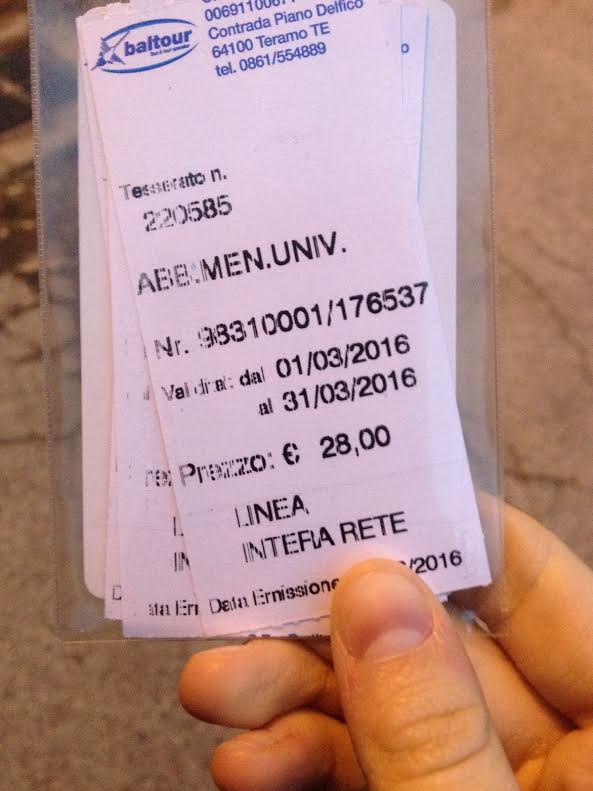 baltour
Contrada Piano Delfico
64100 Teramo TE
tel. 0861/554889
Tesserato n.
220585
ABB.MEN.UNIV.
Nr. 98310001/176537
dal 01/03/2016
al 31/03/2016
Prezzo: € 28,00
LINEA
INTERA RETE
Data Emissione /2016